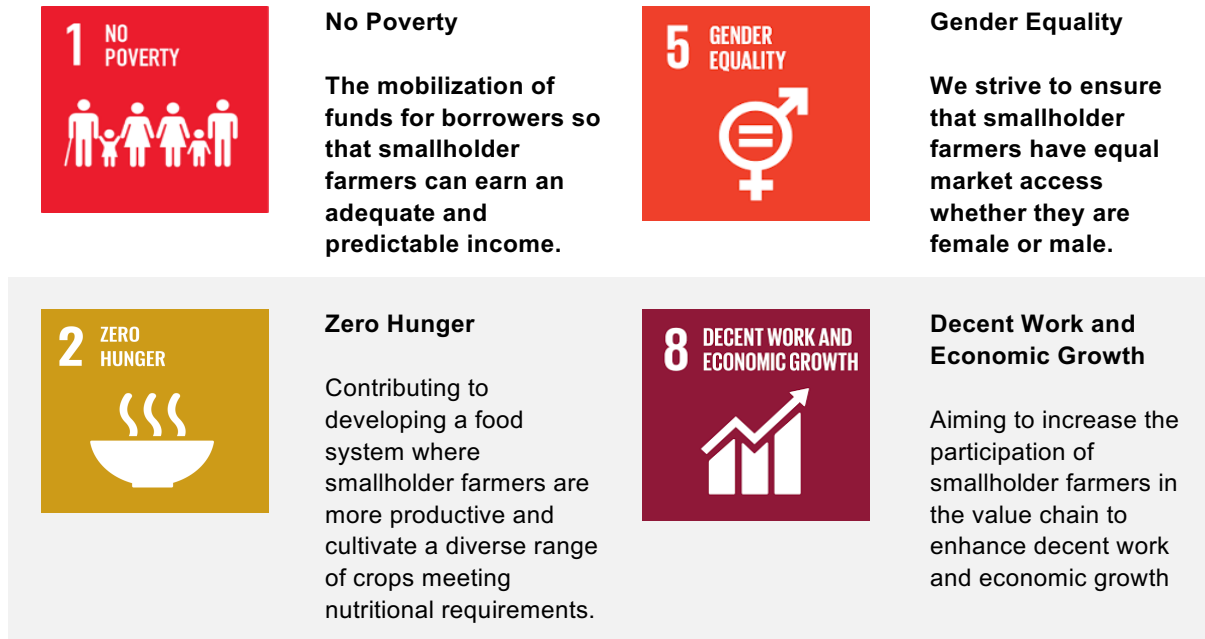 1 NO
POVERTY
No Poverty
The mobilization of
funds for borrowers so
that smallholder
farmers can earn an
adequate and
predictable income.
5 GENDER
EQUALITY
Gender Equality
We strive to ensure
that smallholder
farmers have equal
market access
whether they are
female or male.
2 ZERO
HUNGER
Zero Hunger
Contributing to
developing a food
system where
smallholder farmers are
more productive and
cultivate a diverse range
of crops meeting
nutritional requirements.
8 DECENT WORK AND
ECONOMIC GROWTH
Decent Work and
Economic Growth
Aiming to increase the
participation of
smallholder farmers in
the value chain to
enhance decent work
and economic growth